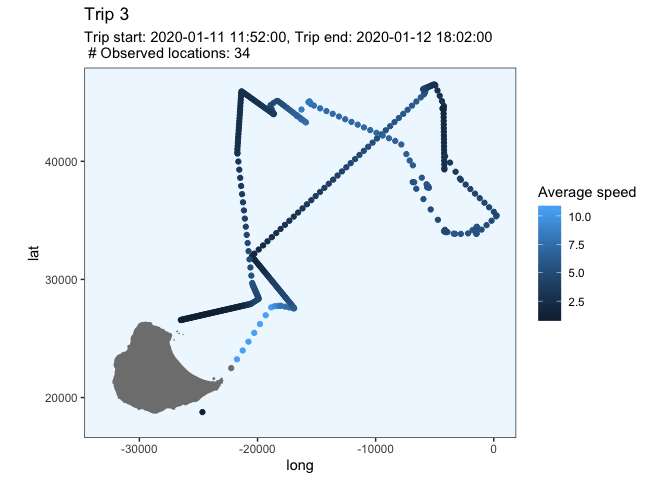 Trip 3
Trip start: 2020-01-11 11:52:00, Trip end: 2020-01-12 18:02:00
# Observed locations: 34
40000
30000
20000
lat
-30000
-20000
-10000
0
long
Average speed
10.0
7.5
5.0
2.5